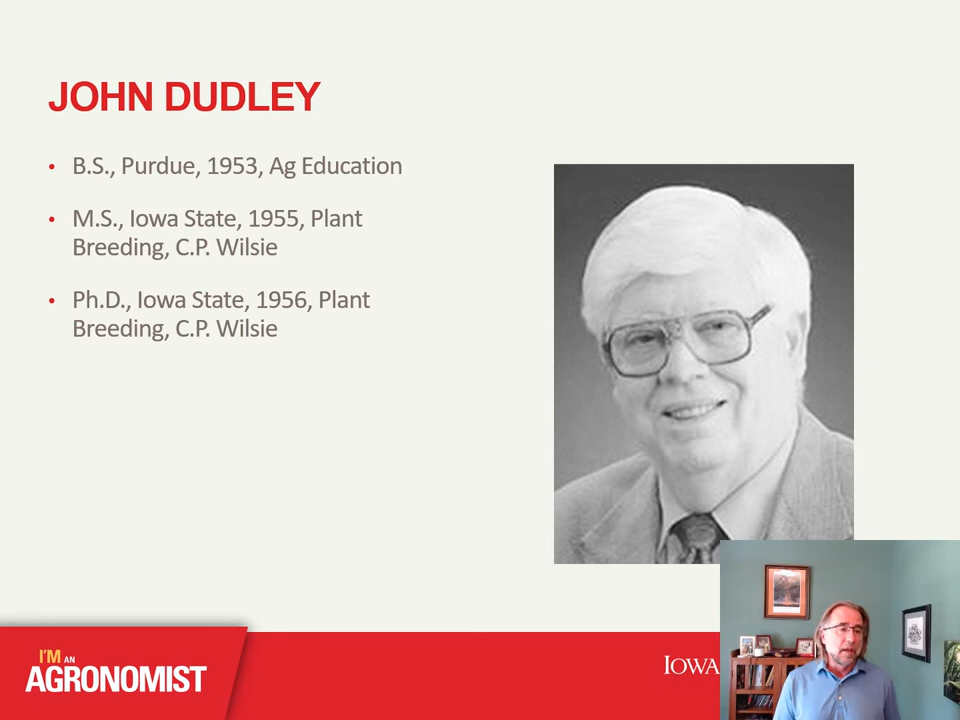 JOHN DUDLEY
• B.S., Purdue, 1953, Ag Education
• M.S., Iowa State, 1955, Plant
Breeding, C.P. Wilsie
• Ph.D., Iowa State, 1956, Plant
Breeding, C.P. Wilsie
I'M AN
AGRONOMIST
IOWA